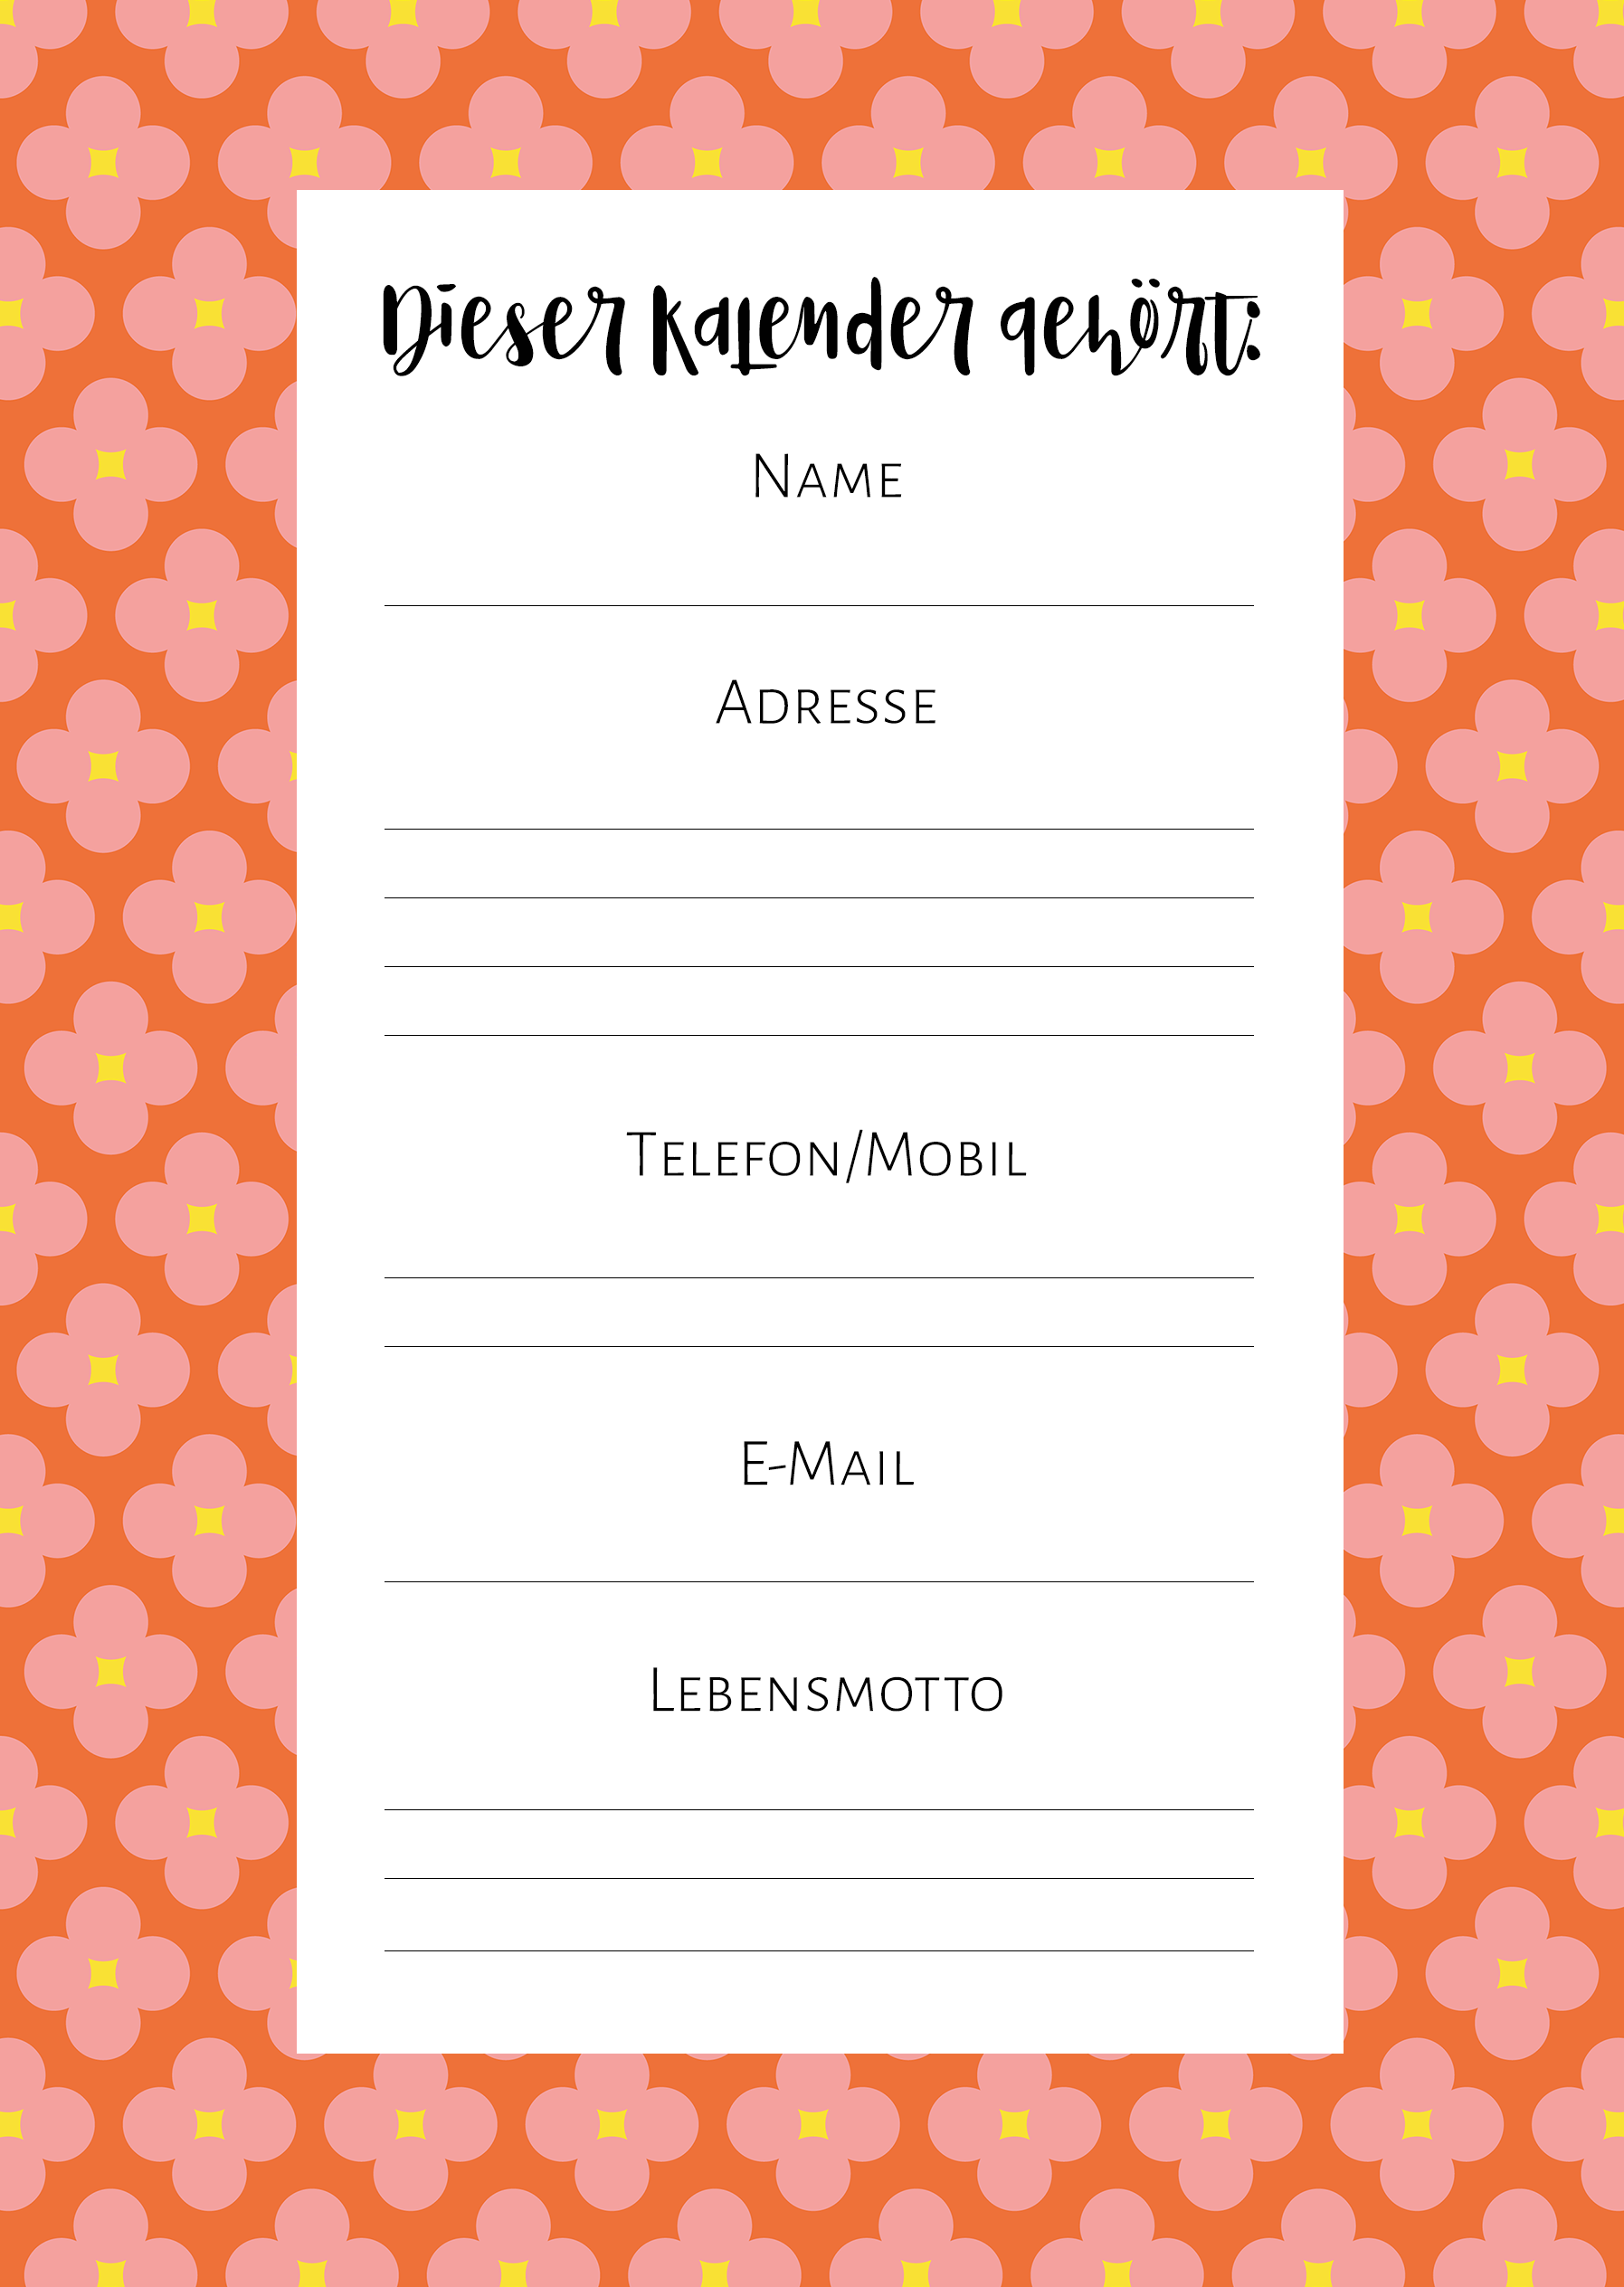 Dieser Kalender gehört:
Name
Adresse
Telefon/Mobil
E-Mail
Lebensmotto